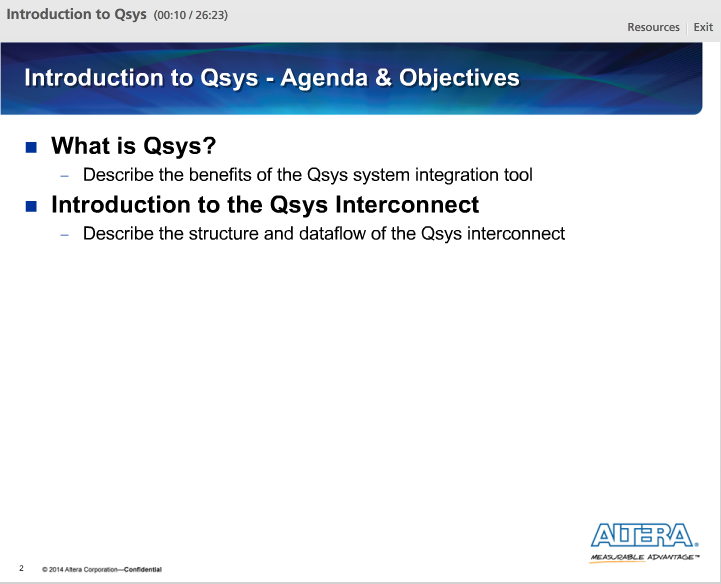 Introduction to Qsys (00:10 / 26:23)
Resources Exit
Introduction to Qsys - Agenda & Objectives
What is Qsys?
– Describe the benefits of the Qsys system integration tool
Introduction to the Qsys Interconnect
– Describe the structure and dataflow of the Qsys interconnect
ALTERA®
MEASURABLE ADVANTAGE™
2 © 2014 Altera Corporation—Confidential